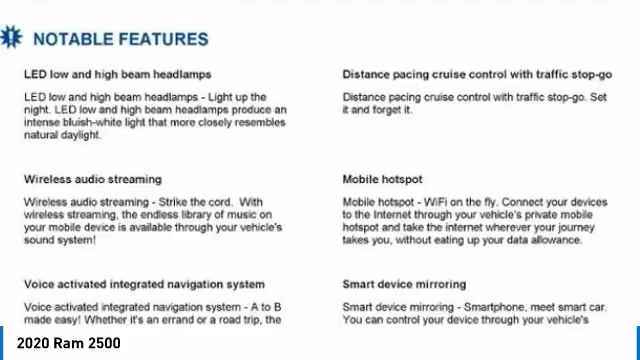 NOTABLE FEATURES
LED low and high beam headlamps
LED low and high beam headlamps - Light up the
night. LED low and high beam headlamps produce an
intense bluish-white light that more closely resembles
natural daylight.
Distance pacing cruise control with traffic stop-go
Distance pacing cruise control with traffic stop-go. Set
it and forget it.
Wireless audio streaming
Wireless audio streaming - Strike the cord. With
wireless streaming, the endless library of music on
your mobile device is available through your vehicle's
sound system!
Mobile hotspot
Mobile hotspot - WiFi on the fly. Connect your devices
to the Internet through your vehicle's private mobile
hotspot and take the internet wherever your journey
takes you, without eating up your data allowance.
Voice activated integrated navigation system
Voice activated integrated navigation system - A to B
made easy! Whether it's an errand or a road trip, the
Smart device mirroring
Smart device mirroring - Smartphone, meet smart car.
You can control your device through your vehicle's
2020 Ram 2500